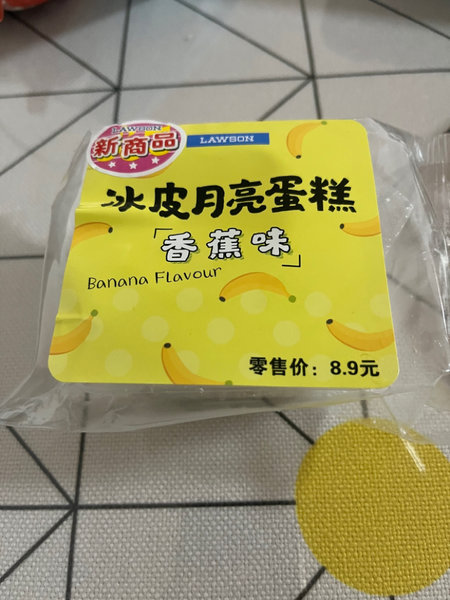 LAWSON
新商品
LAWSON
冰皮月亮蛋糕
「香蕉味」
Banana Flavour
零售价：8.9元